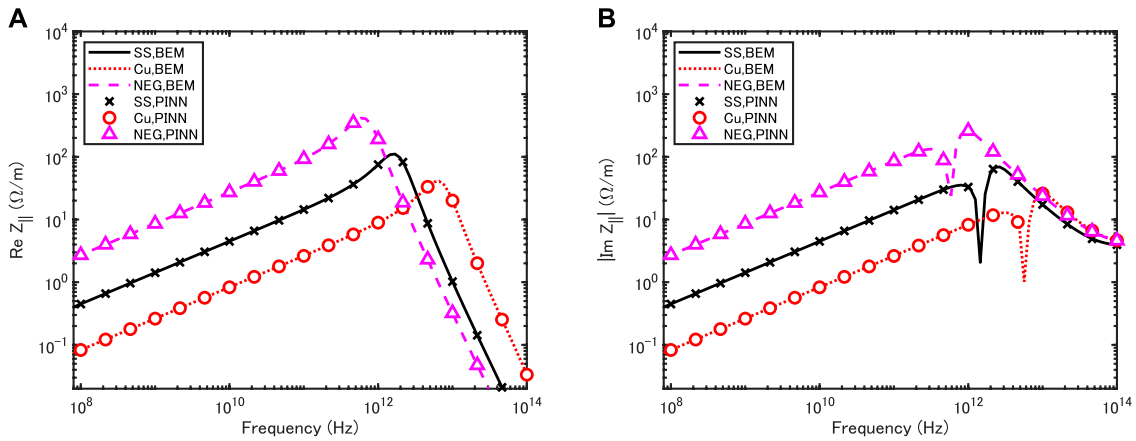 A
Re Z||  (Ω/m)
10^4
10^3
10^2
10^1
10^0
10^-1
SS,BEM
Cu,BEM
NEG,BEM
SS,PINN
Cu,PINN
NEG,PINN
10^8
10^10
10^12
10^14
Frequency (Hz)
B
|Im Z||| (Ω/m)
10^4
10^3
10^2
10^1
10^0
10^-1
SS,BEM
Cu,BEM
NEG,BEM
SS,PINN
Cu,PINN
NEG,PINN
10^8
10^10
10^12
10^14
Frequency (Hz)